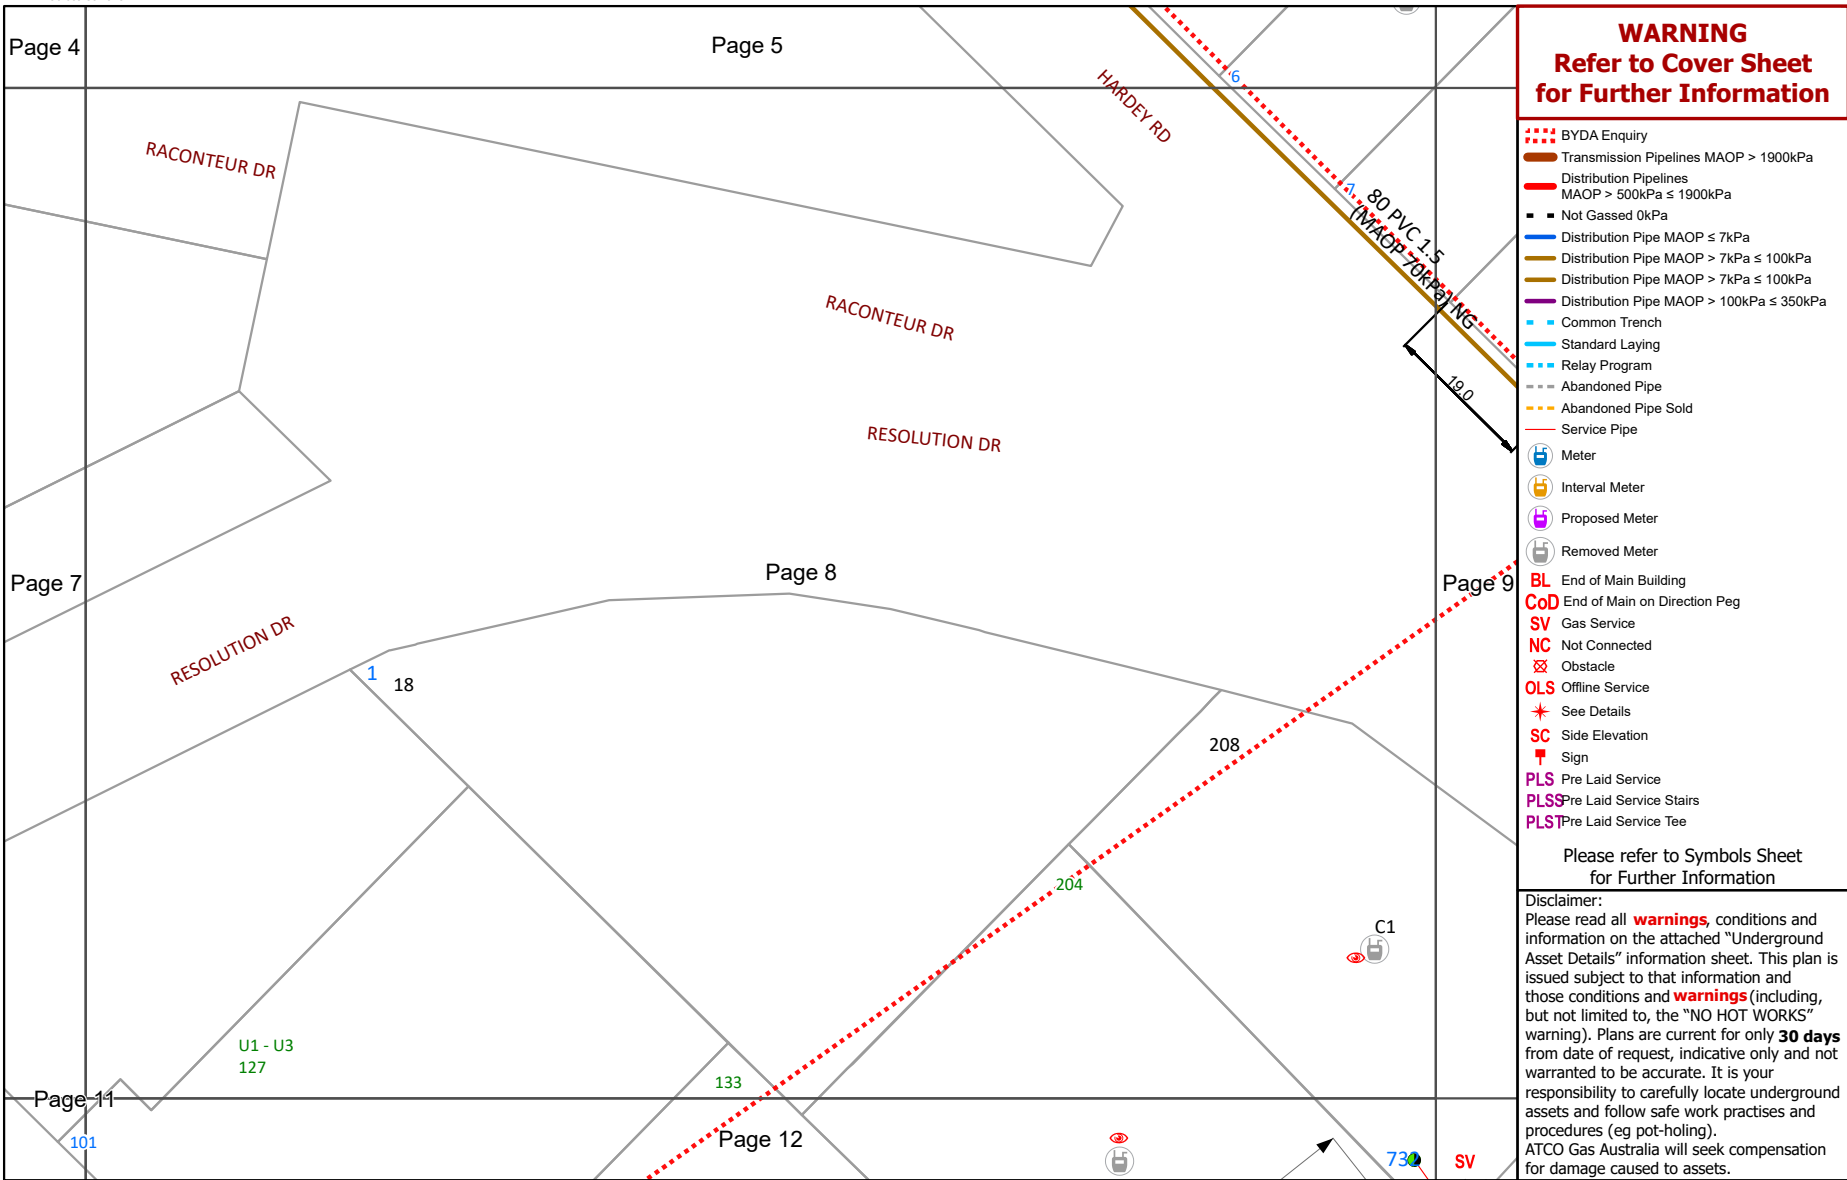 Page 4
Page 5
HARDEY RD
6
RACONTEUR DR
7
80 PVC 1.5
(MAOP 70kPa) NG
RACONTEUR DR
19.0
RESOLUTION DR
Page 7
Page 8
Page 9
RESOLUTION DR
1
18
208
204
C1
U1 - U3
127
133
Page 11
101
Page 12
SV
WARNING
Refer to Cover Sheet
for Further Information
BYDA Enquiry
Transmission Pipelines MAOP > 1900kPa
Distribution Pipelines
MAOP > 500kPa ≤ 1900kPa
Not Gassed 0kPa
Distribution Pipe MAOP ≤ 7kPa
Distribution Pipe MAOP > 7kPa ≤ 100kPa
Distribution Pipe MAOP > 7kPa ≤ 100kPa
Distribution Pipe MAOP > 100kPa ≤ 350kPa
Common Trench
Standard Laying
Relay Program
Abandoned Pipe
Abandoned Pipe Sold
Service Pipe
Meter
Interval Meter
Proposed Meter
Removed Meter
BL End of Main Building
CoD End of Main on Direction Peg
SV Gas Service
NC Not Connected
Obstacle
OLS Offline Service
See Details
SC Side Elevation
Sign
PLS Pre Laid Service
PLSS Pre Laid Service Stairs
PLST Pre Laid Service Tee
Please refer to Symbols Sheet
for Further Information
Disclaimer:
Please read all warnings, conditions and
information on the attached “Underground
Asset Details” information sheet. This plan is
issued subject to that information and
those conditions and warnings (including,
but not limited to, the “NO HOT WORKS”
warning). Plans are current for only 30 days
from date of request, indicative only and not
warranted to be accurate. It is your
responsibility to carefully locate underground
assets and follow safe work practises and
procedures (eg pot-holing).
ATCO Gas Australia will seek compensation
for damage caused to assets.